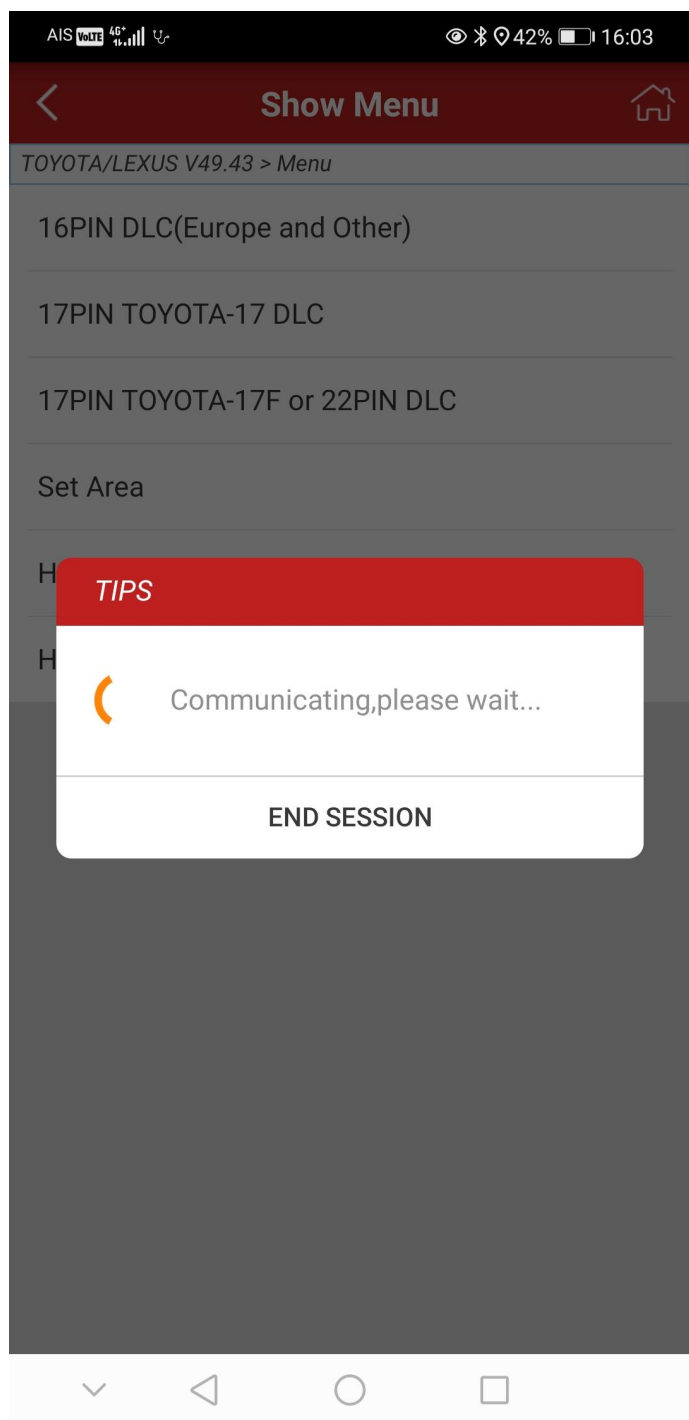 AIS VoLTE 4G+ 42% 16:03
Show Menu
TOYOTA/LEXUS V49.43 > Menu
16PIN DLC(Europe and Other)
17PIN TOYOTA-17 DLC
17PIN TOYOTA-17F or 22PIN DLC
Set Area
H
TIPS
H
Communicating,please wait...
END SESSION